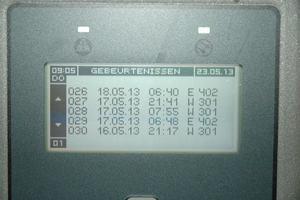 09:05 GEBEURTENISSEN 23.05.13
DO
026 18.05.13 06:40 E 402
027 17.05.13 21:41 W 301
028 17.05.13 07:55 W 301
029 17.05.13 06:48 E 402
030 16.05.13 21:17 W 301
01